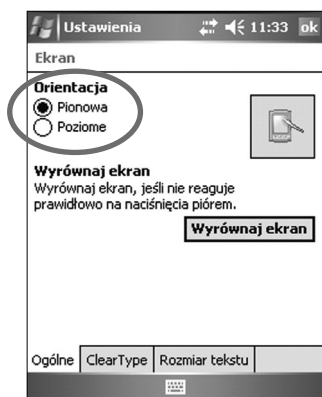 Ustawienia 11:33 ok
Ekran
Orientacja
Pionowa
Poziome
Wyrównaj ekran
Wyrównaj ekran, jeśli nie reaguje
prawidłowo na naciśnięcia piórem.
Wyrównaj ekran
Ogólne ClearType Rozmiar tekstu